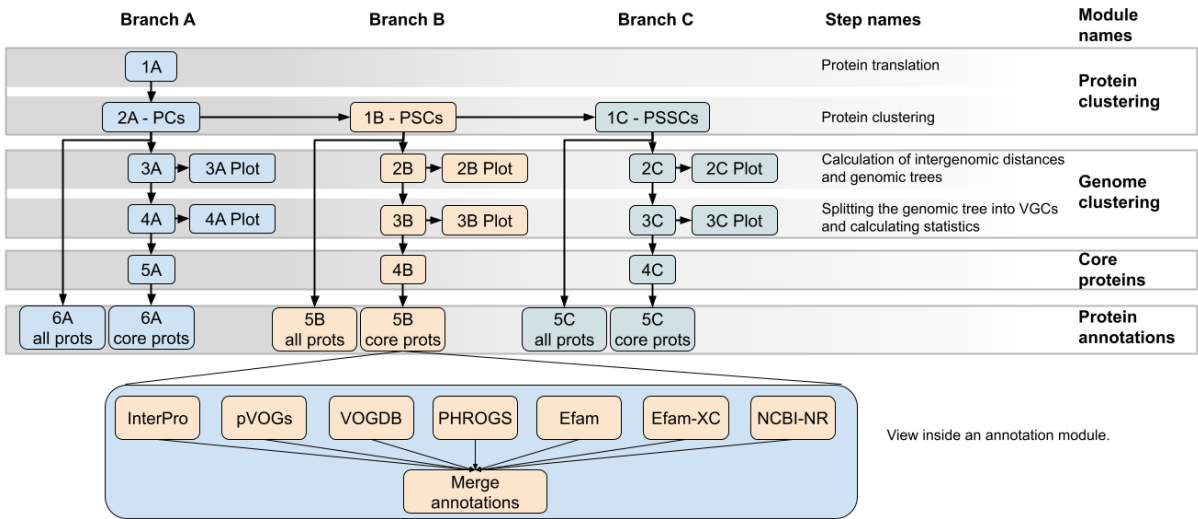 Branch A Branch B Branch C Step names Module
names
1A Protein translation
Protein
clustering
2A - PCs 1B - PSCs 1C - PSSCs Protein clustering
3A 3A Plot 2B 2B Plot 2C 2C Plot Calculation of intergenomic distances
and genomic trees
Genome
clustering
4A 4A Plot 3B 3B Plot 3C 3C Plot Splitting the genomic tree into VGCs
and calculating statistics
5A 4B 4C Core
proteins
6A 6A 5B 5B 5C 5C Protein
all prots core prots all prots core prots all prots core prots annotations
InterPro pVOGs VOGDB PHROGS Efam Efam-XC NCBI-NR
View inside an annotation module.
Merge
annotations